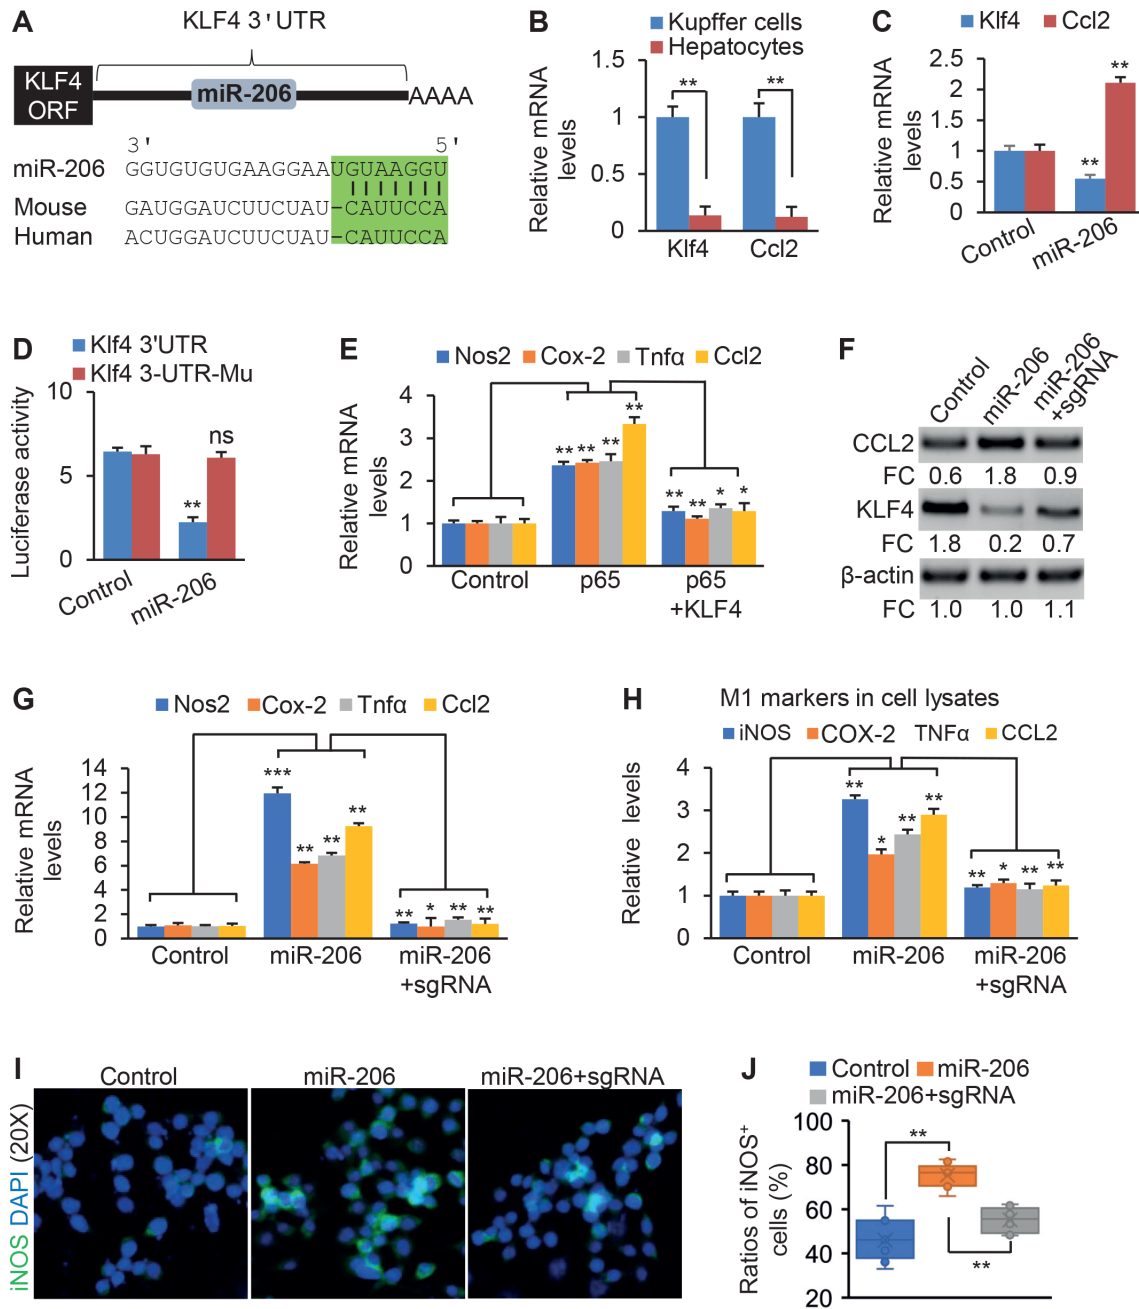 A
KLF4 3'UTR
KLF4
ORF
miR-206
AAAA
3' 5'
miR-206 GGUGUGUGAAGGAAUGUAAGGU
Mouse GAUGGAUCUUCUAU-CAUUCCA
Human ACUGGAUCUUCUAU-CAUUCCA
B
Kupffer cells
Hepatocytes
Relative mRNA
levels
1.5
1
0.5
0
** **
Klf4 Ccl2
C
Klf4 Ccl2
Relative mRNA
levels
2.5
2
1.5
1
0.5
0
** **
Control miR-206
D
Klf4 3'UTR
Klf4 3-UTR-Mu
Luciferase activity
10
5
0
** ns
Control miR-206
E
Nos2 Cox-2 Tnfα Ccl2
Relative mRNA
levels
4
3
2
1
0
** ** ** **
** ** * *
Control p65 p65
+KLF4
F
Control miR-206 miR-206
+sgRNA
CCL2
FC 0.6 1.8 0.9
KLF4
FC 1.8 0.2 0.7
β-actin
FC 1.0 1.0 1.1
G
Nos2 Cox-2 Tnfα Ccl2
Relative mRNA
levels
14
12
10
8
6
4
2
0
*** ** ** **
** * ** **
Control miR-206 miR-206
+sgRNA
H
M1 markers in cell lysates
iNOS COX-2 TNFα CCL2
Relative levels
4
3
2
1
0
** * ** **
** * ** **
Control miR-206 miR-206
+sgRNA
I
Control miR-206 miR-206+sgRNA
iNOS DAPI (20X)
J
Control miR-206
miR-206+sgRNA
Ratios of iNOS+
cells (%)
100
80
60
40
20
**
**